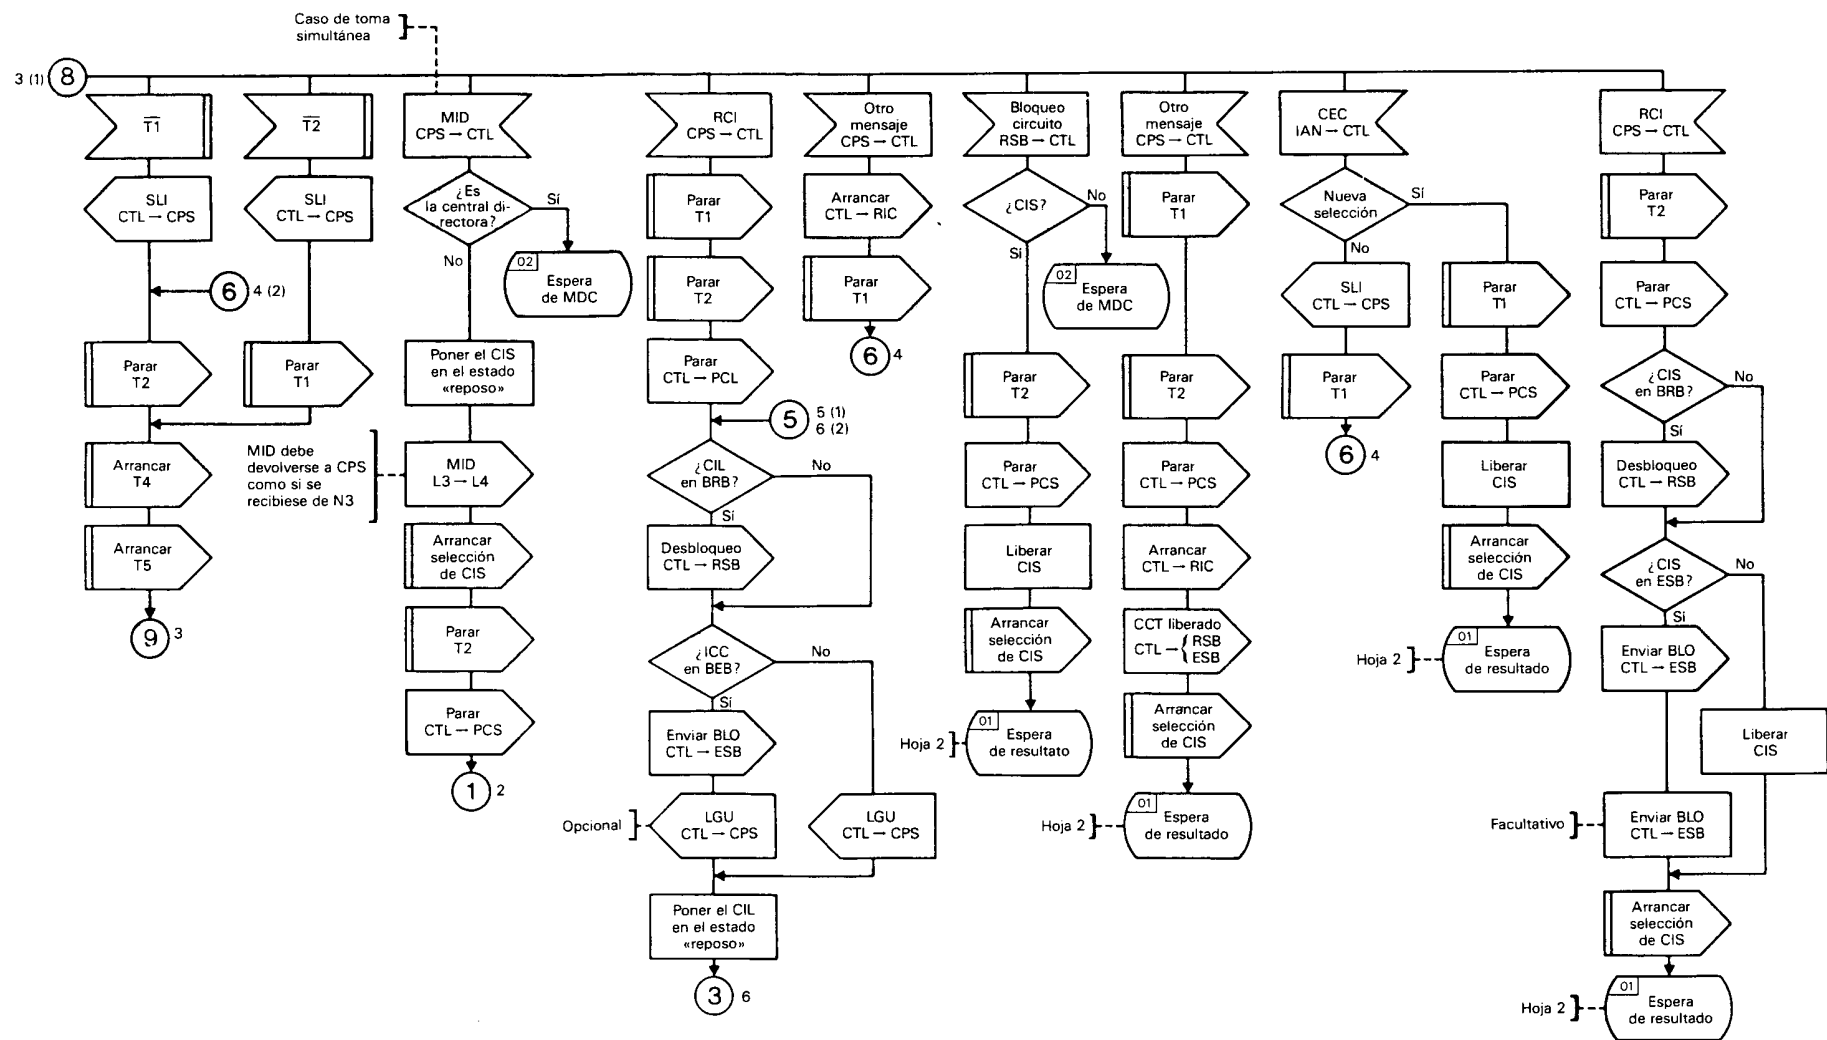 Caso de toma
simultánea
3 (1)
8
T1
SLI
CTL → CPS
6
4 (2)
Parar
T2
Arrancar
T4
Arrancar
T5
9
3
T2
SLI
CTL → CPS
Parar
T1
MID
CPS → CTL
¿Es
la central di-
rectora?
Sí
No
02
Espera
de MDC
Poner el CIS
en el estado
«reposo»
MID debe
devolverse a CPS
como si se
recibiese de N3
MID
L3 → L4
Arrancar
selección
de CIS
Parar
T2
Parar
CTL → PCS
1
2
RCI
CPS → CTL
Parar
T1
Parar
T2
Parar
CTL → PCL
5
5 (1)
6 (2)
¿CIL
en BRB?
No
Sí
Desbloqueo
CTL → RSB
¿ICC
en BEB?
No
Sí
Enviar BLO
CTL → ESB
Opcional
LGU
CTL → CPS
LGU
CTL → CPS
Poner el CIL
en el estado
«reposo»
3
6
Otro
mensaje
CPS → CTL
Arrancar
CTL → RIC
Parar
T1
6
4
Bloqueo
circuito
RSB → CTL
¿CIS?
No
Sí
02
Espera
de MDC
Parar
T2
Parar
CTL → PCS
Liberar
CIS
Arrancar
selección
de CIS
Hoja 2
01
Espera
de resultato
Otro
mensaje
CPS → CTL
Parar
T1
Parar
T2
Parar
CTL → PCS
Arrancar
CTL → RIC
CCT liberado
CTL → { RSB
ESB
Arrancar
selección
de CIS
Hoja 2
01
Espera
de resultado
CEC
IAN → CTL
Nueva
selección
Sí
No
SLI
CTL → CPS
Parar
T1
6
4
Parar
T1
Parar
CTL → PCS
Liberar
CIS
Arrancar
selección
de CIS
Hoja 2
01
Espera
de resultado
RCI
CPS → CTL
Parar
T2
Parar
CTL → PCS
¿CIS
en BRB?
No
Sí
Desbloqueo
CTL → RSB
¿CIS
en ESB?
No
Sí
Enviar BLO
CTL → ESB
Liberar
CIS
Facultativo
Enviar BLO
CTL → ESB
Arrancar
selección
de CIS
Hoja 2
01
Espera
de resultado